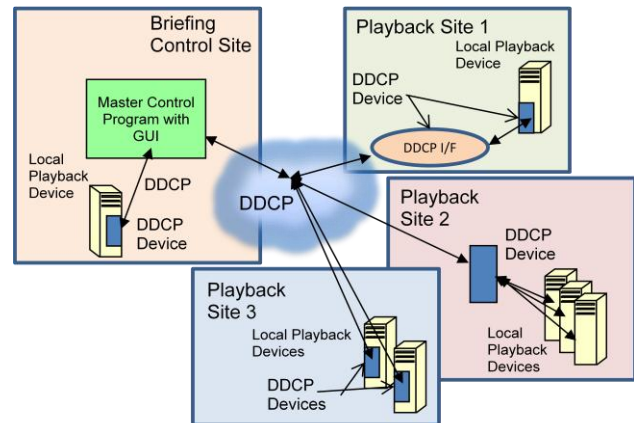 Briefing
Control Site
Master Control
Program with
GUI
Local Playback
Device
DDCP
DDCP
Device
DDCP
Playback Site 1
Local Playback
Device
DDCP
Device
DDCP I/F
Playback
Site 2
DDCP
Device
Local
Playback
Devices
Playback
Site 3
Local Playback
Devices
DDCP
Devices